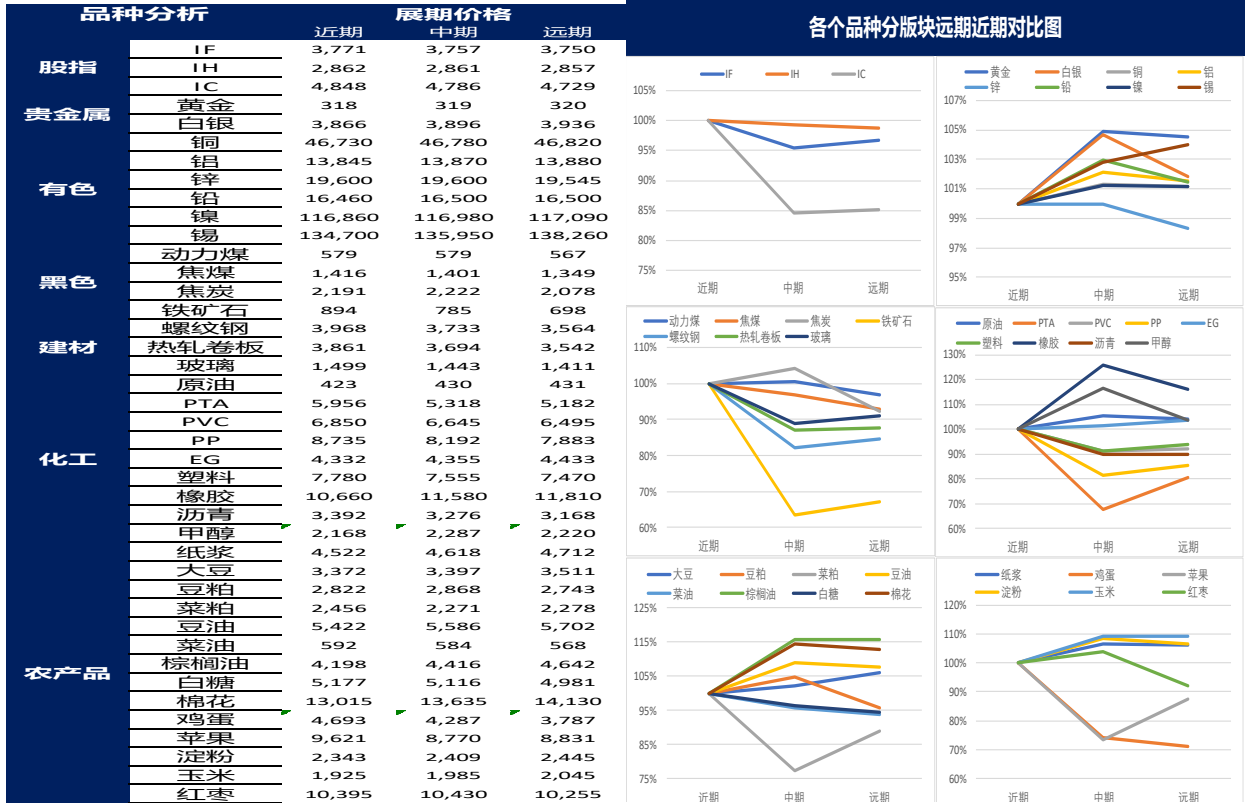 品种分析 展期价格
近期 中期 远期
股指
IF 3,771 3,757 3,750
IH 2,862 2,861 2,857
IC 4,848 4,786 4,729
贵金属
黄金 318 319 320
白银 3,866 3,896 3,936
有色
铜 46,730 46,780 46,820
铝 13,845 13,870 13,880
锌 19,600 19,600 19,545
铅 16,460 16,500 16,500
镍 116,860 116,980 117,090
锡 134,700 135,950 138,260
黑色
动力煤 579 579 567
焦煤 1,416 1,401 1,349
焦炭 2,191 2,222 2,078
铁矿石 894 785 698
建材
螺纹钢 3,968 3,733 3,564
热轧卷板 3,861 3,694 3,542
玻璃 1,499 1,443 1,411
化工
原油 423 430 431
PTA 5,956 5,318 5,182
PVC 6,850 6,645 6,495
PP 8,735 8,192 7,883
EG 4,332 4,355 4,433
塑料 7,780 7,555 7,470
橡胶 10,660 11,580 11,810
沥青 3,392 3,276 3,168
甲醇 2,168 2,287 2,220
农产品
纸浆 4,522 4,618 4,712
大豆 3,372 3,397 3,511
豆粕 2,822 2,868 2,743
菜粕 2,456 2,271 2,278
豆油 5,422 5,586 5,702
菜油 592 584 568
棕榈油 4,198 4,416 4,642
白糖 5,177 5,116 4,981
棉花 13,015 13,635 14,130
鸡蛋 4,693 4,287 3,787
苹果 9,621 8,770 8,831
淀粉 2,343 2,409 2,445
玉米 1,925 1,985 2,045
红枣 10,395 10,430 10,255
各个品种分版块远期近期对比图
IF IH IC
105%
100%
95%
90%
85%
80%
75%
近期 中期 远期
黄金 白银 铜 铝
锌 铅 镍 锡
107%
105%
103%
101%
99%
97%
95%
近期 中期 远期
动力煤 焦煤 焦炭 铁矿石
螺纹钢 热轧卷板 玻璃
110%
100%
90%
80%
70%
60%
近期 中期 远期
原油 PTA PVC PP EG
塑料 橡胶 沥青 甲醇
130%
120%
110%
100%
90%
80%
70%
60%
近期 中期 远期
大豆 豆粕 菜粕 豆油
菜油 棕榈油 白糖 棉花
125%
115%
105%
95%
85%
75%
近期 中期 远期
纸浆 鸡蛋 苹果
淀粉 玉米 红枣
120%
110%
100%
90%
80%
70%
60%
近期 中期 远期